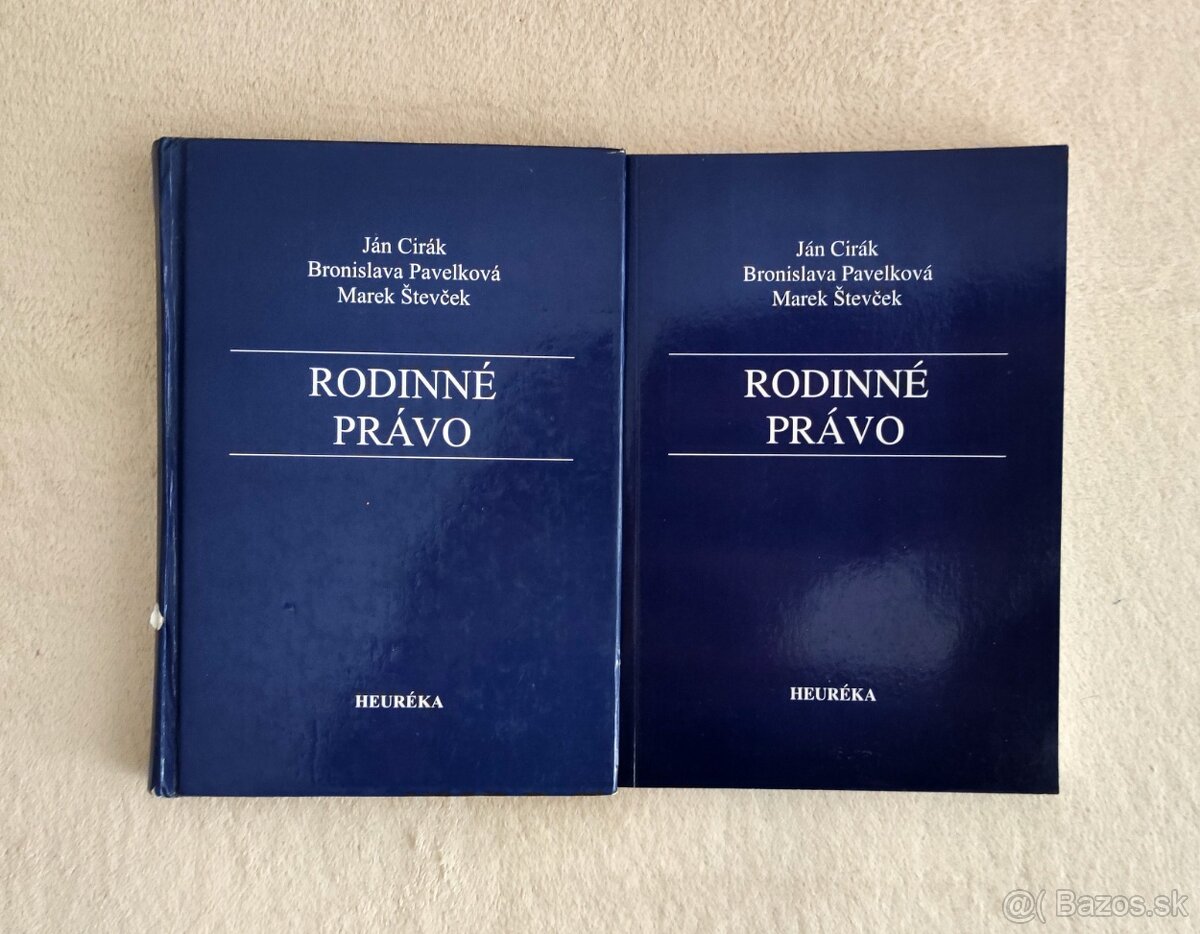 Ján Cirák
Bronislava Pavelková
Marek Števček
RODINNÉ
PRÁVO
HEURÉKA
Ján Cirák
Bronislava Pavelková
Marek Števček
RODINNÉ
PRÁVO
HEURÉKA
@( Bazos.sk